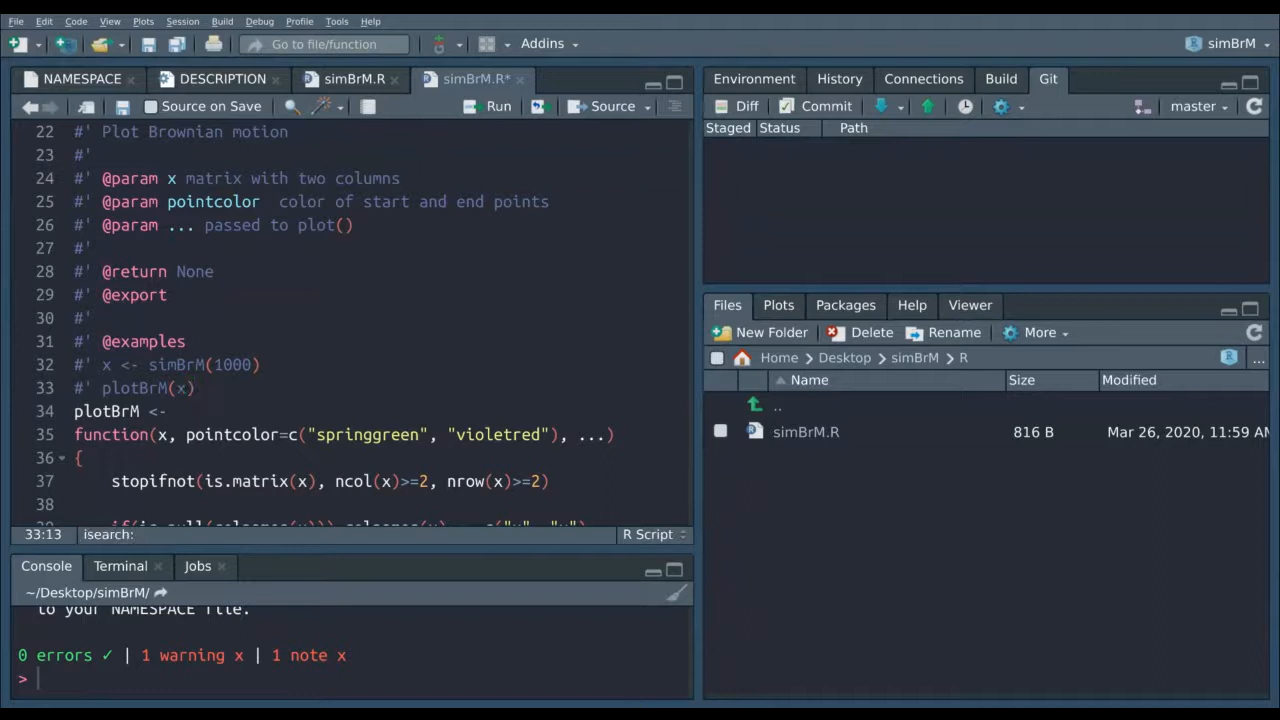 File Edit Code View Plots Session Build Debug Profile Tools Help
Go to file/function Addins simBrM
NAMESPACE DESCRIPTION simBrM.R simBrM.R*
Source on Save Run Source
22 #' Plot Brownian motion
23 #'
24 #' @param x matrix with two columns
25 #' @param pointcolor  color of start and end points
26 #' @param ... passed to plot()
27 #'
28 #' @return None
29 #' @export
30 #'
31 #' @examples
32 #' x <- simBrM(1000)
33 #' plotBrM(x)
34 plotBrM <-
35 function(x, pointcolor=c("springgreen", "violetred"), ...)
36 {
37     stopifnot(is.matrix(x), ncol(x)>=2, nrow(x)>=2)
38
33:13 isearch: R Script
Console Terminal Jobs
~/Desktop/simBrM/
to your NAMESPACE file.
0 errors ✓ | 1 warning x | 1 note x
>
Environment History Connections Build Git
Diff Commit master
Staged Status Path
Files Plots Packages Help Viewer
New Folder Delete Rename More
Home Desktop simBrM R ...
Name Size Modified
..
simBrM.R 816 B Mar 26, 2020, 11:59 AM